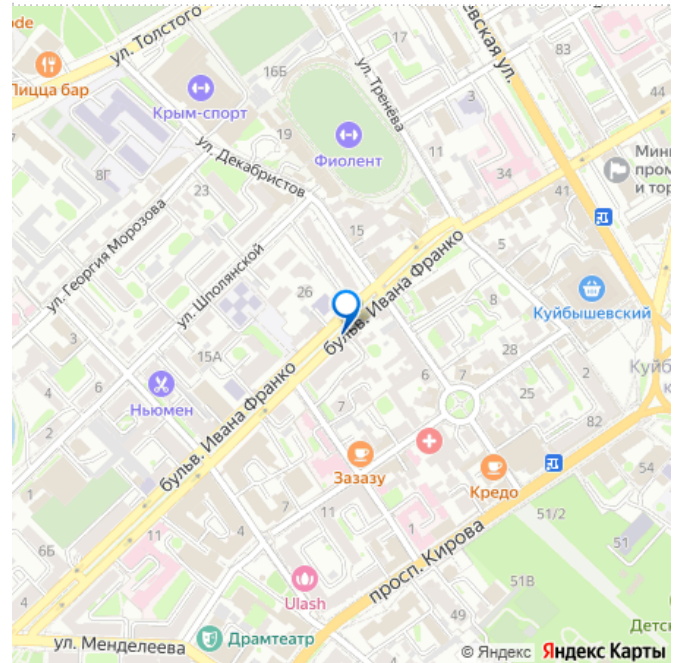 ул. Толстого
Пицца бар
16Б
17
83
44
Крым-спорт
ул. Тренёва
3
19
Фиолент
11
8Г
ул. Декабристов
23
34
41
15
5
ул. Георгия Морозова
ул. Шполянской
26
бульв. Ивана Франко
Куйбышевский
28
15А
4
6
Ньюмен
2
6
7
25
2
7
82
бульв. Ивана Франко
Зазазу
Кредо
54
1
7
11
4
1
51/2
51
11
6Б
просп. Кирова
51В
Ulash
49
ул. Менделеева
Драмтеатр
© Яндекс Яндекс Карты